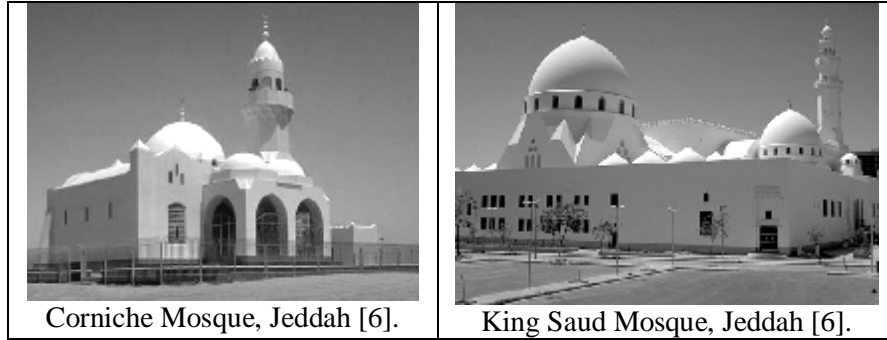 Corniche Mosque, Jeddah [6].
King Saud Mosque, Jeddah [6].